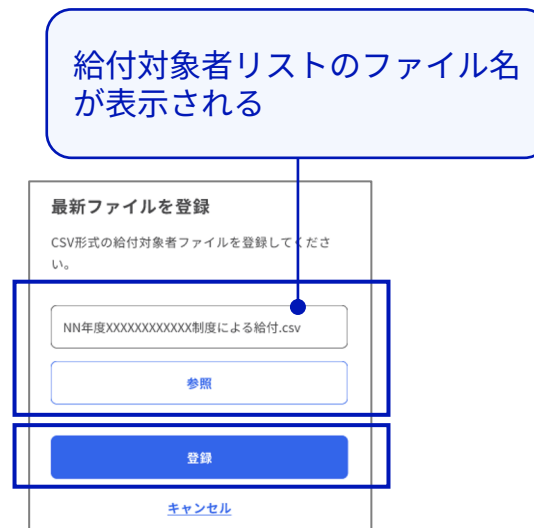 給付対象者リストのファイル名
が表示される
最新ファイルを登録
CSV形式の給付対象者ファイルを登録してくださ
い。
NN年度XXXXXXXXXXXX制度による給付.csv
参照
登録
キャンセル